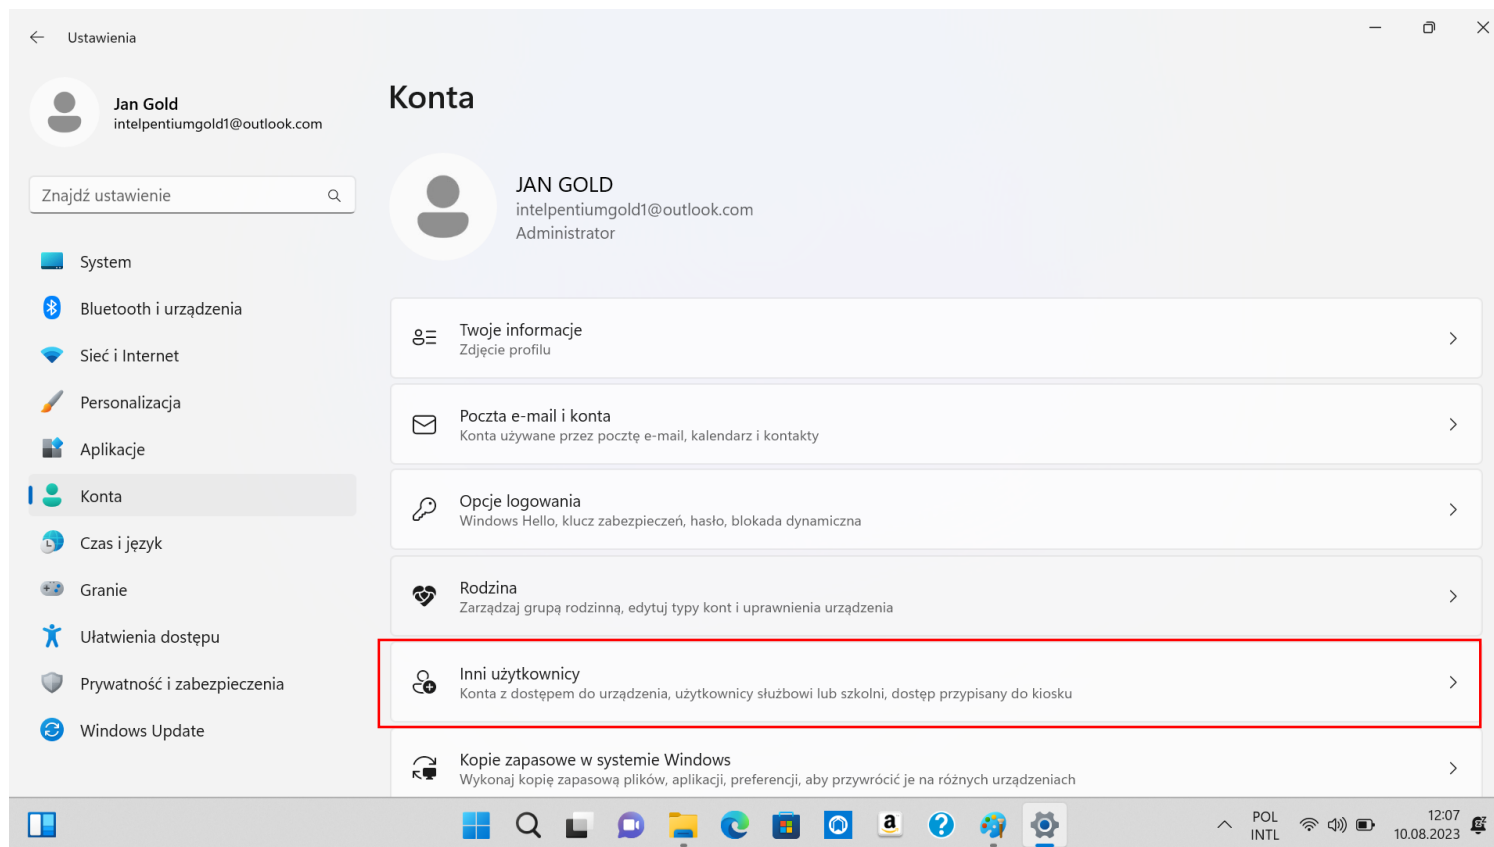 Ustawienia
Jan Gold
intelpentiumgold1@outlook.com
Znajdź ustawienie
System
Bluetooth i urządzenia
Sieć i Internet
Personalizacja
Aplikacje
Konta
Czas i język
Granie
Ułatwienia dostępu
Prywatność i zabezpieczenia
Windows Update
Konta
JAN GOLD
intelpentiumgold1@outlook.com
Administrator
Twoje informacje
Zdjęcie profilu
Poczta e-mail i konta
Konta używane przez pocztę e-mail, kalendarz i kontakty
Opcje logowania
Windows Hello, klucz zabezpieczeń, hasło, blokada dynamiczna
Rodzina
Zarządzaj grupą rodzinną, edytuj typy kont i uprawnienia urządzenia
Inni użytkownicy
Konta z dostępem do urządzenia, użytkownicy służbowi lub szkolni, dostęp przypisany do kiosku
Kopie zapasowe w systemie Windows
Wykonaj kopię zapasową plików, aplikacji, preferencji, aby przywrócić je na różnych urządzeniach
a
?
POL
INTL
12:07
10.08.2023